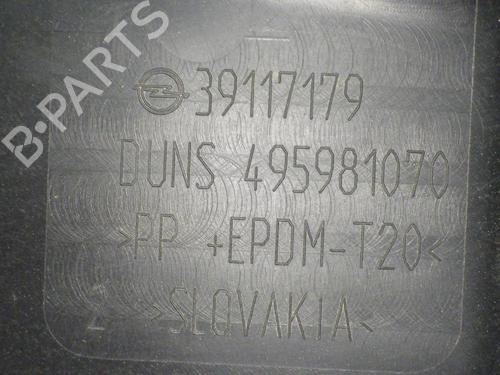 B-PARTS
39117179
DUNS 495981070
>PP +EPDM-T20<
>SLOVAKIA<